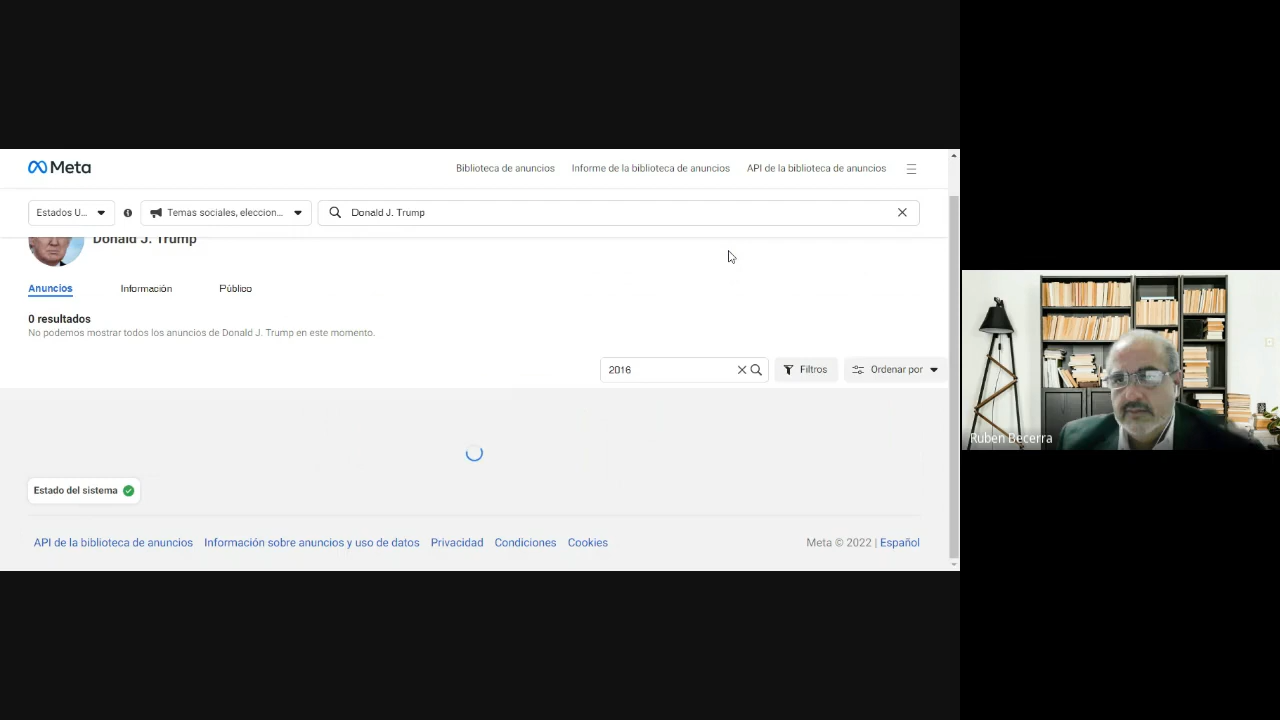 Meta
Biblioteca de anuncios Informe de la biblioteca de anuncios API de la biblioteca de anuncios
Estados U... Temas sociales, eleccion... Donald J. Trump
Donald J. Trump
Anuncios Información Público
0 resultados
No podemos mostrar todos los anuncios de Donald J. Trump en este momento.
2016 Filtros Ordenar por
Ruben Becerra
Estado del sistema
API de la biblioteca de anuncios Información sobre anuncios y uso de datos Privacidad Condiciones Cookies Meta © 2022 | Español